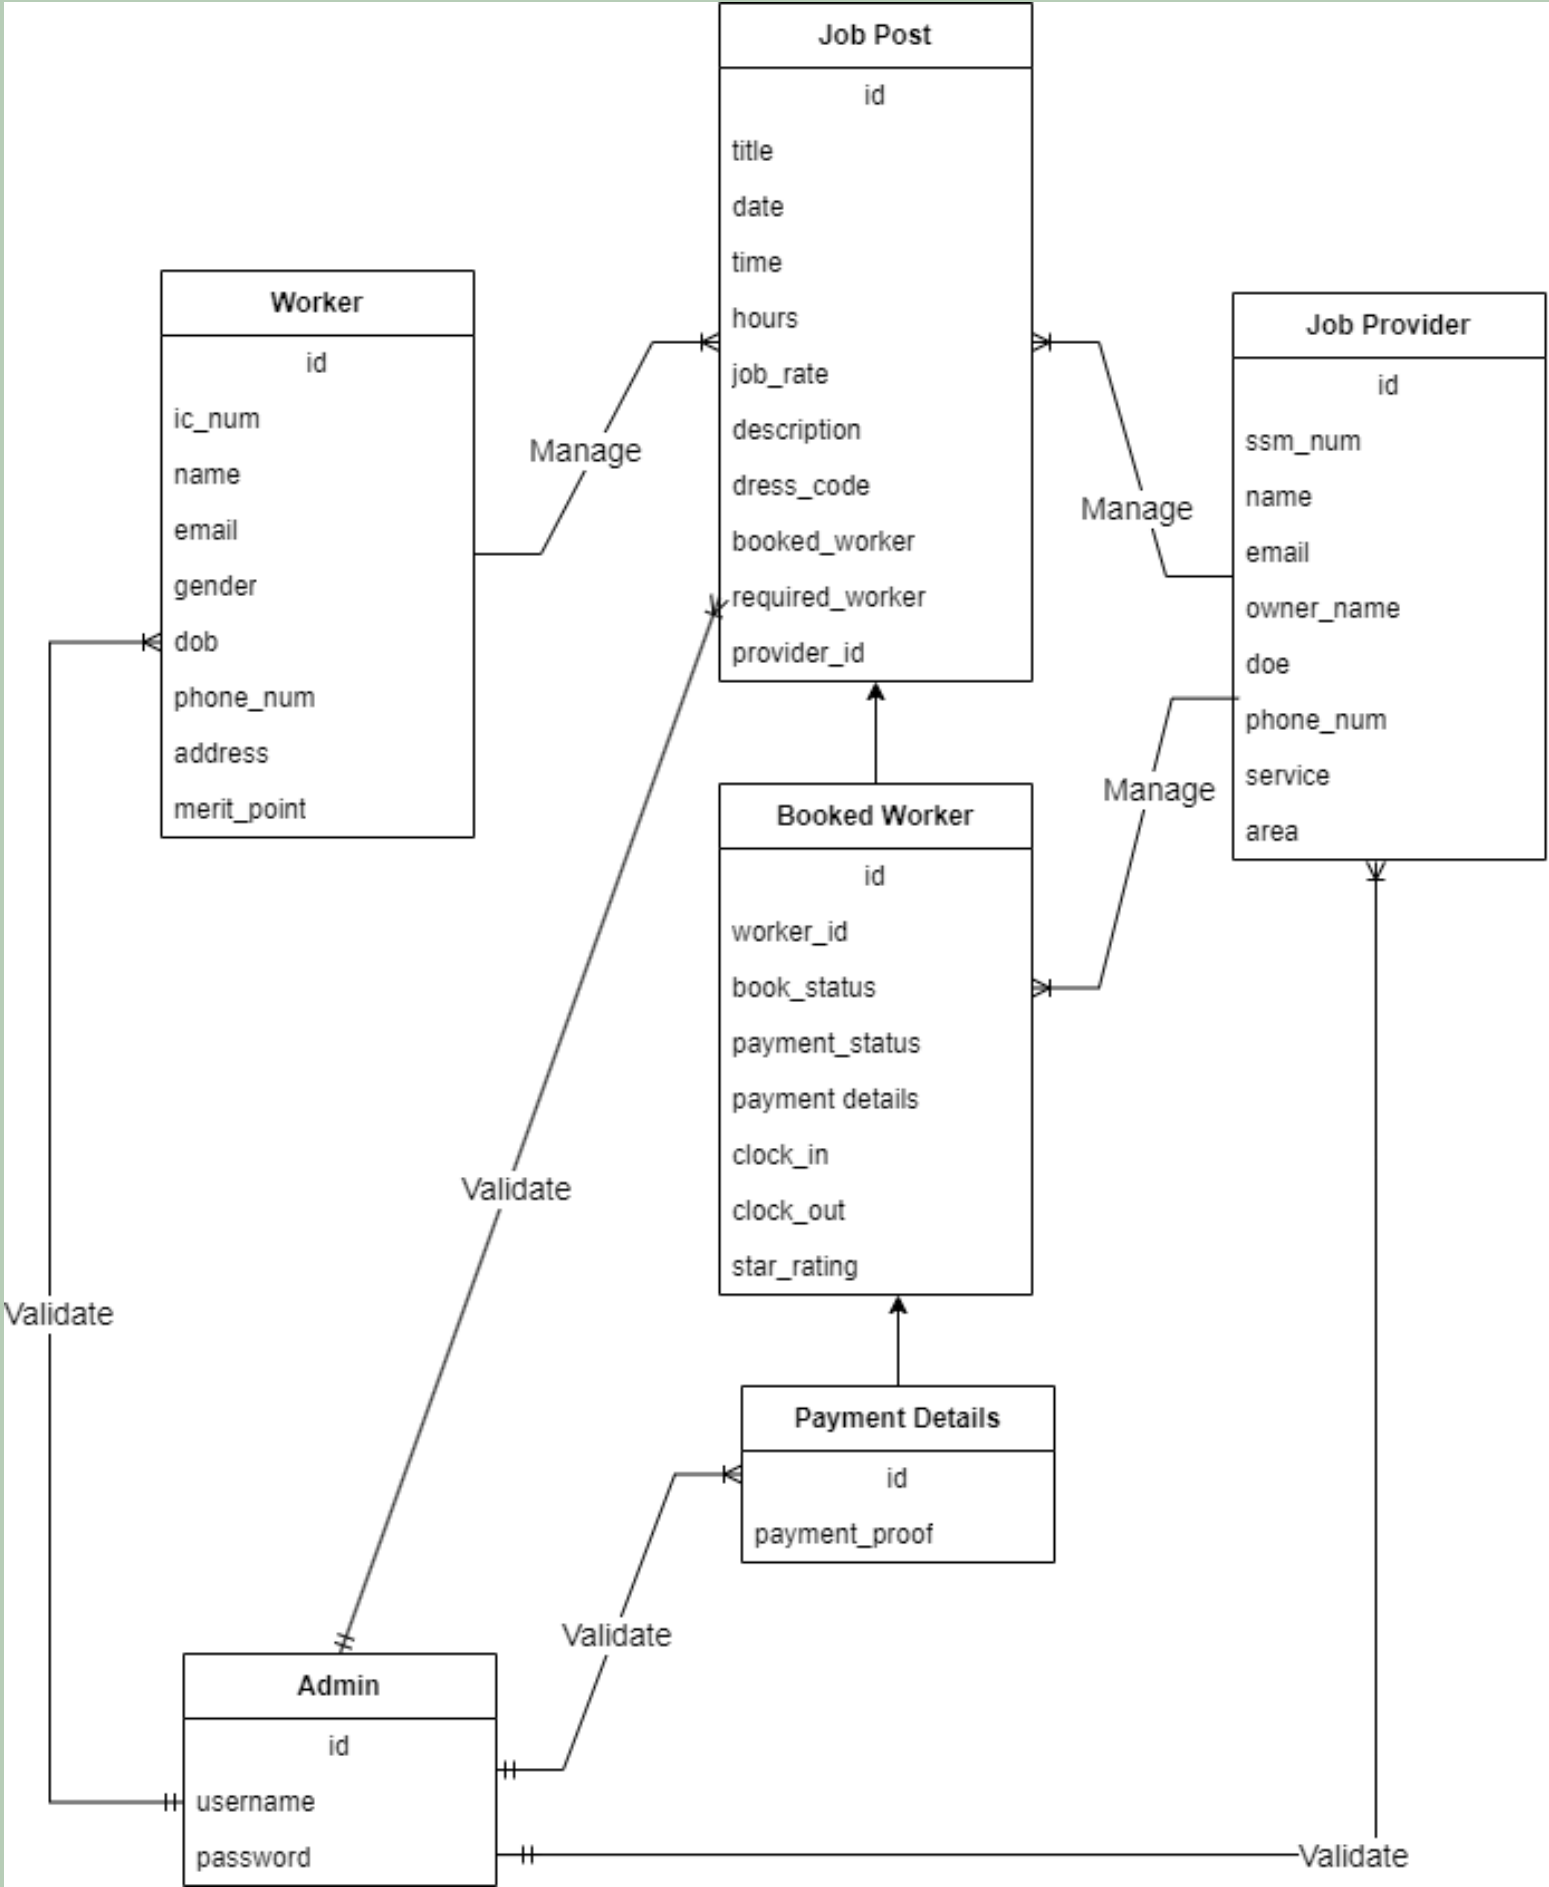 Job Post
id
title
date
time
hours
job_rate
description
dress_code
booked_worker
required_worker
provider_id
Worker
id
ic_num
name
email
gender
dob
phone_num
address
merit_point
Manage
Job Provider
id
ssm_num
name
email
owner_name
doe
phone_num
service
area
Manage
Manage
Booked Worker
id
worker_id
book_status
payment_status
payment details
clock_in
clock_out
star_rating
Validate
Validate
Payment Details
id
payment_proof
Validate
Admin
id
username
password
Validate